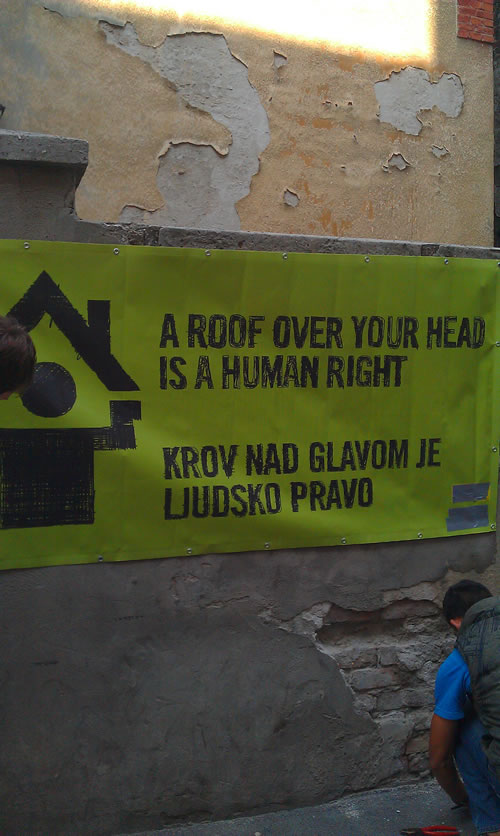 A ROOF OVER YOUR HEAD
IS A HUMAN RIGHT
KROV NAD GLAVOM JE
LJUDSKO PRAVO